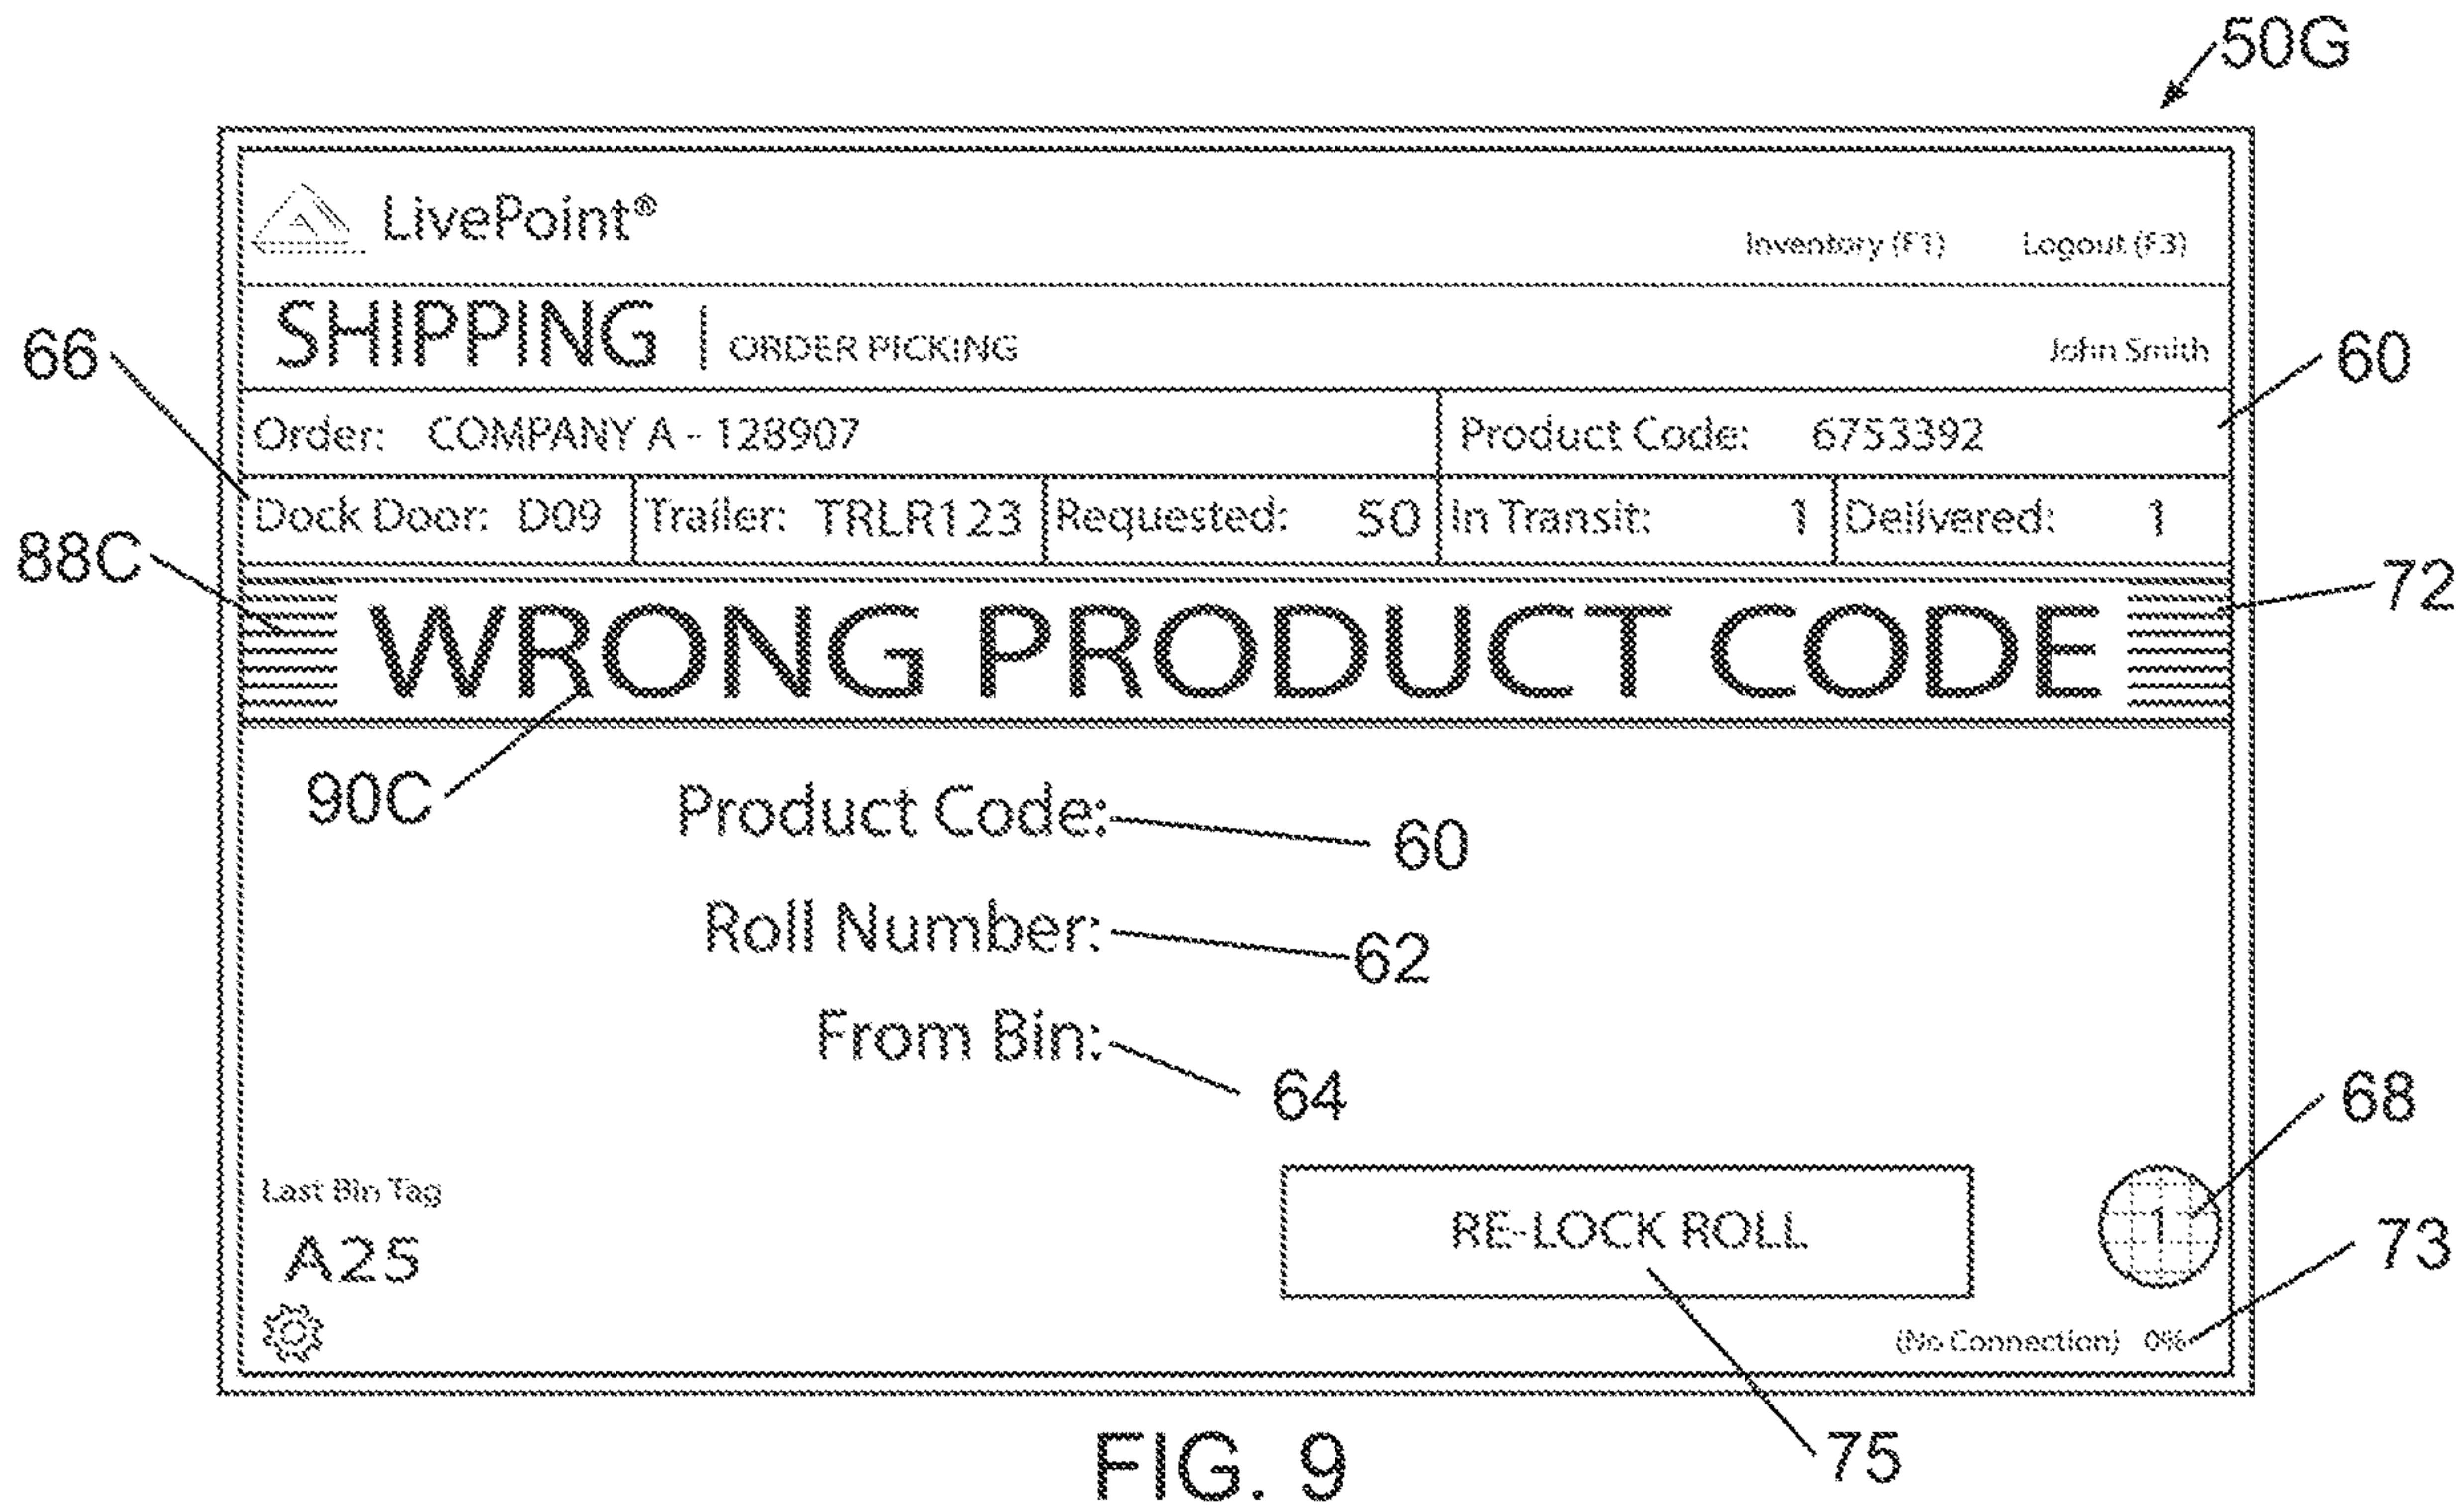 50G
LivePoint®
Inventory (F1) Logout (F3)
SHIPPING | ORDER PICKING John Smith
66
60
Order: COMPANY A - 128907 Product Code: 6753392
Dock Door: D09 Trailer: TRLR123 Requested: 50 In Transit: 1 Delivered: 1
88C
72
WRONG PRODUCT CODE
90C
Product Code: 60
Roll Number: 62
From Bin: 64
68
Last Bin Tag
A25
RE-LOCK ROLL
1
73
(No Connection) 0%
75
FIG. 9